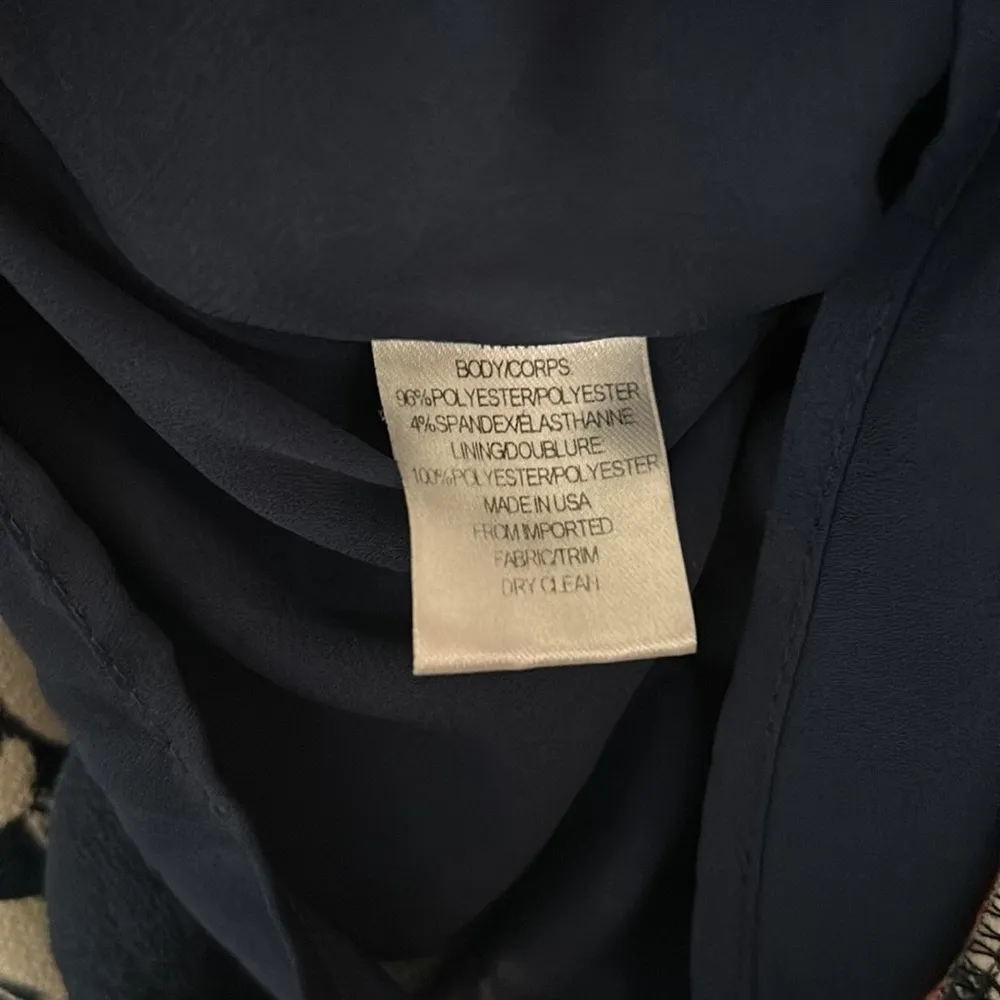 BODY/CORPS:
96%POLYESTER/POLYESTER
4%SPANDEX/ÉLASTHANNE
LINING/DOUBLURE:
100%POLYESTER/POLYESTER
MADE IN USA
FROM IMPORTED
FABRIC/TRIM
DRY CLEAN